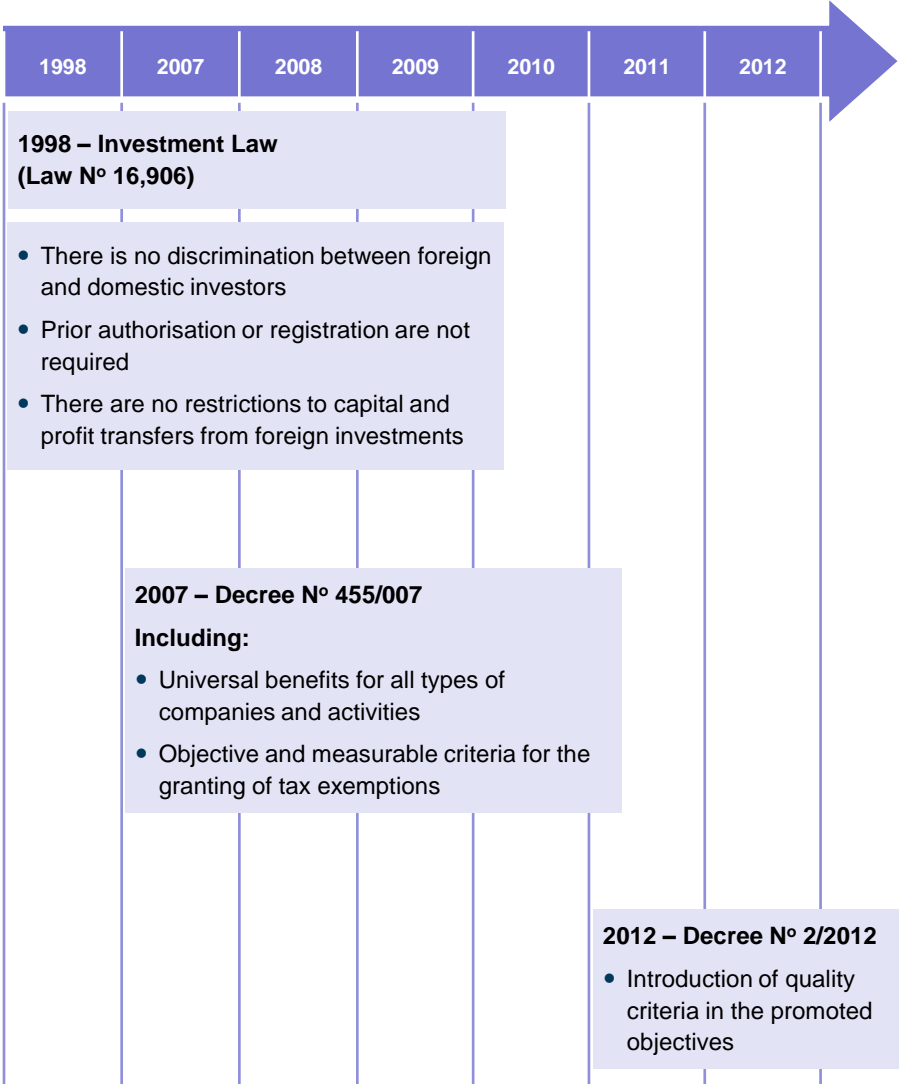 1998 2007 2008 2009 2010 2011 2012
1998 – Investment Law
(Law Nº 16,906)
• There is no discrimination between foreign
and domestic investors
• Prior authorisation or registration are not
required
• There are no restrictions to capital and
profit transfers from foreign investments
2007 – Decree Nº 455/007
Including:
• Universal benefits for all types of
companies and activities
• Objective and measurable criteria for the
granting of tax exemptions
2012 – Decree Nº 2/2012
• Introduction of quality
criteria in the promoted
objectives